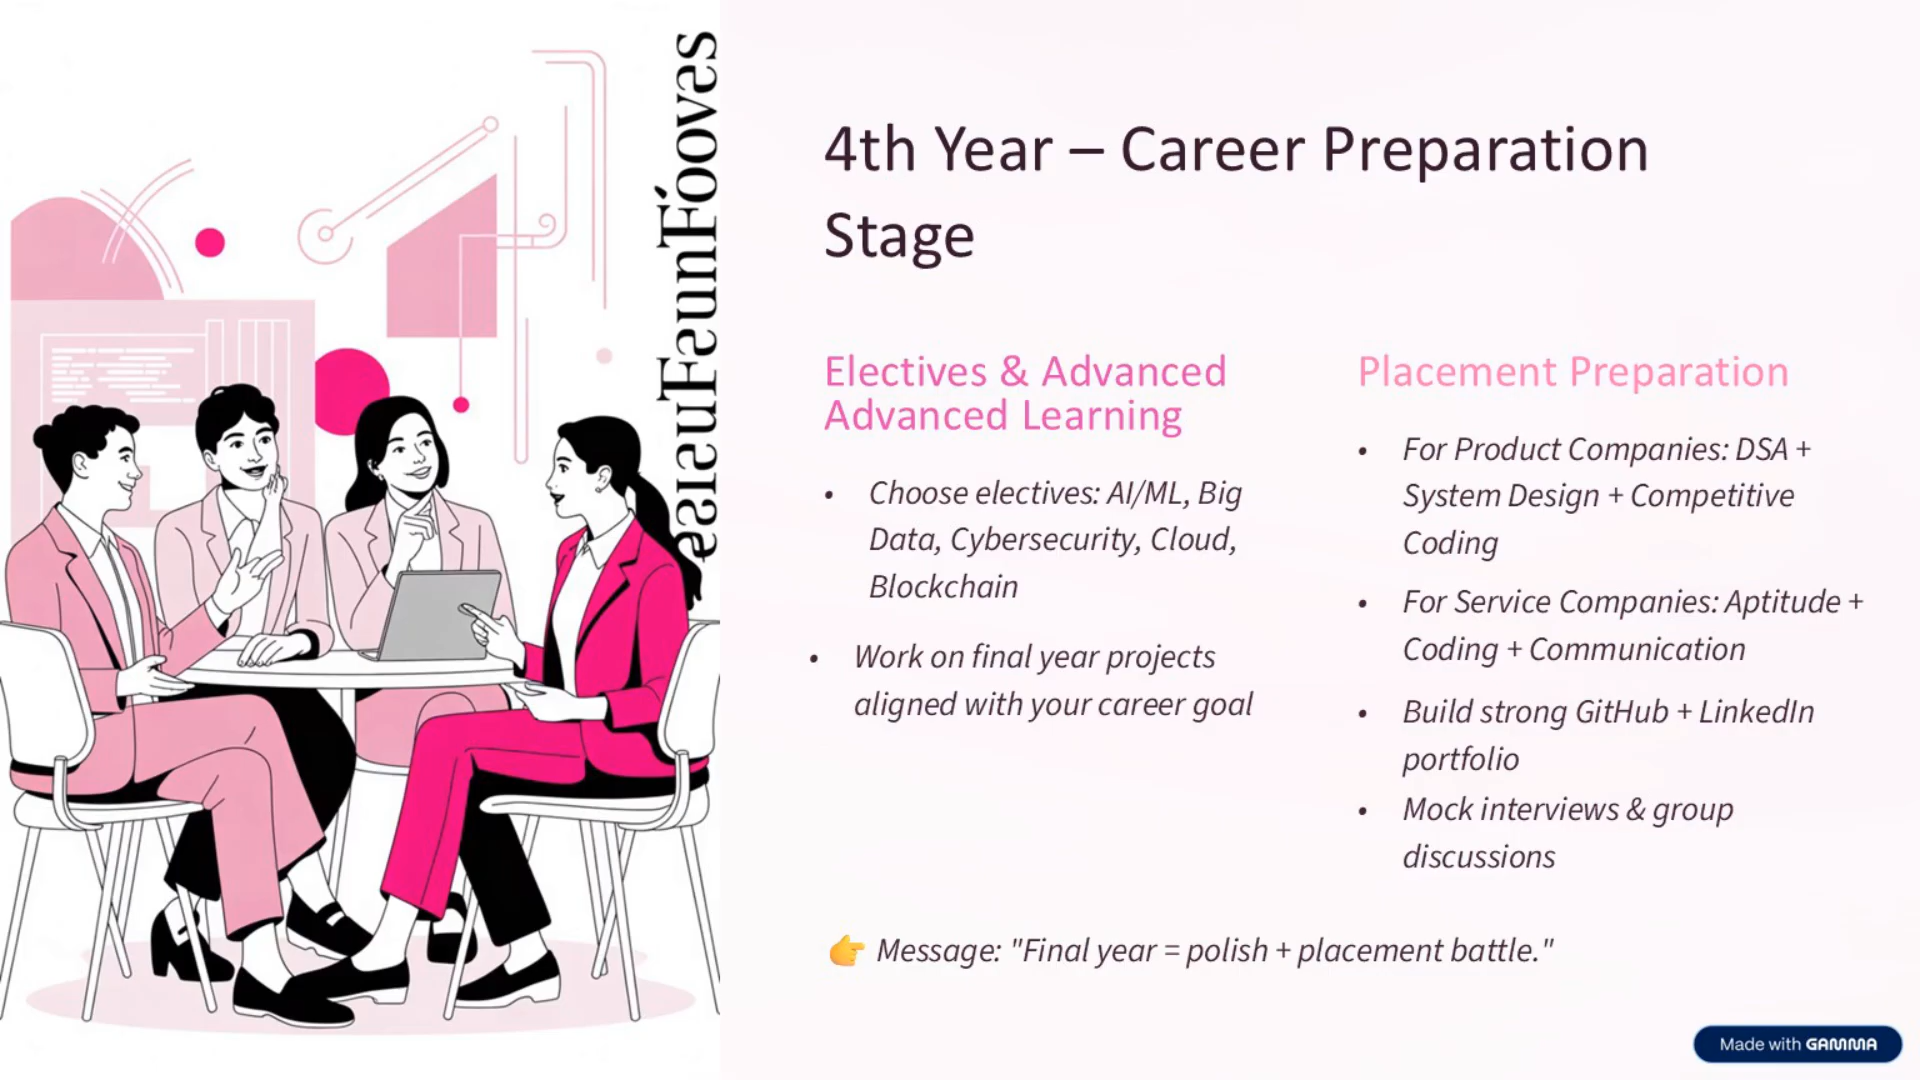 4th Year – Career Preparation
Stage
Electives & Advanced
Advanced Learning
• Choose electives: AI/ML, Big
Data, Cybersecurity, Cloud,
Blockchain
• Work on final year projects
aligned with your career goal
Placement Preparation
• For Product Companies: DSA +
System Design + Competitive
Coding
• For Service Companies: Aptitude +
Coding + Communication
• Build strong GitHub + LinkedIn
portfolio
• Mock interviews & group
discussions
👉 Message: "Final year = polish + placement battle."
Made with GAMMA